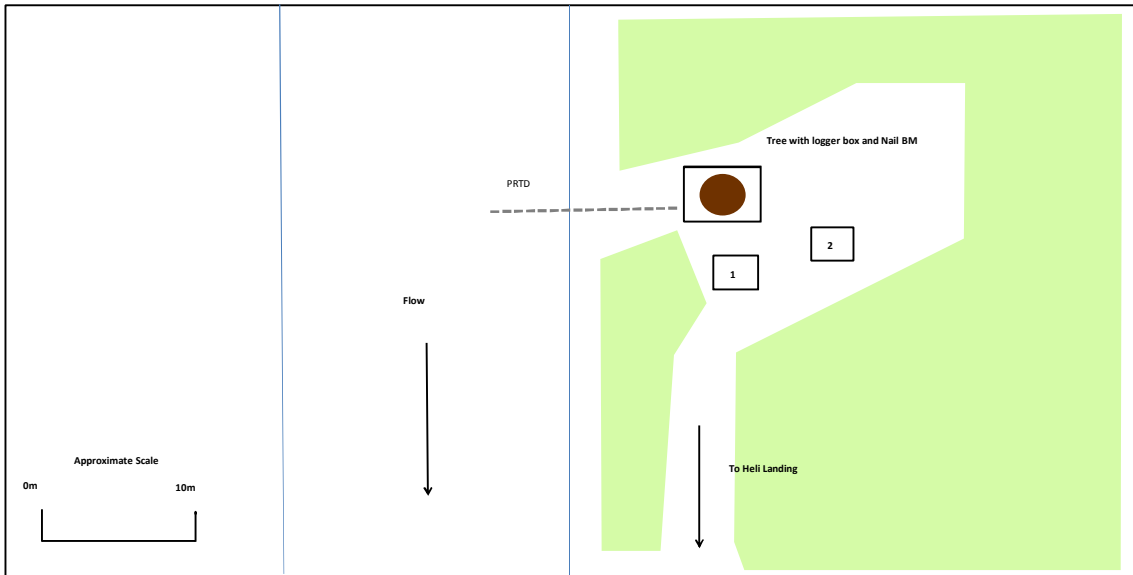 Tree with logger box and Nail BM
PRTD
2
1
Flow
Approximate Scale
To Heli Landing
0m
10m